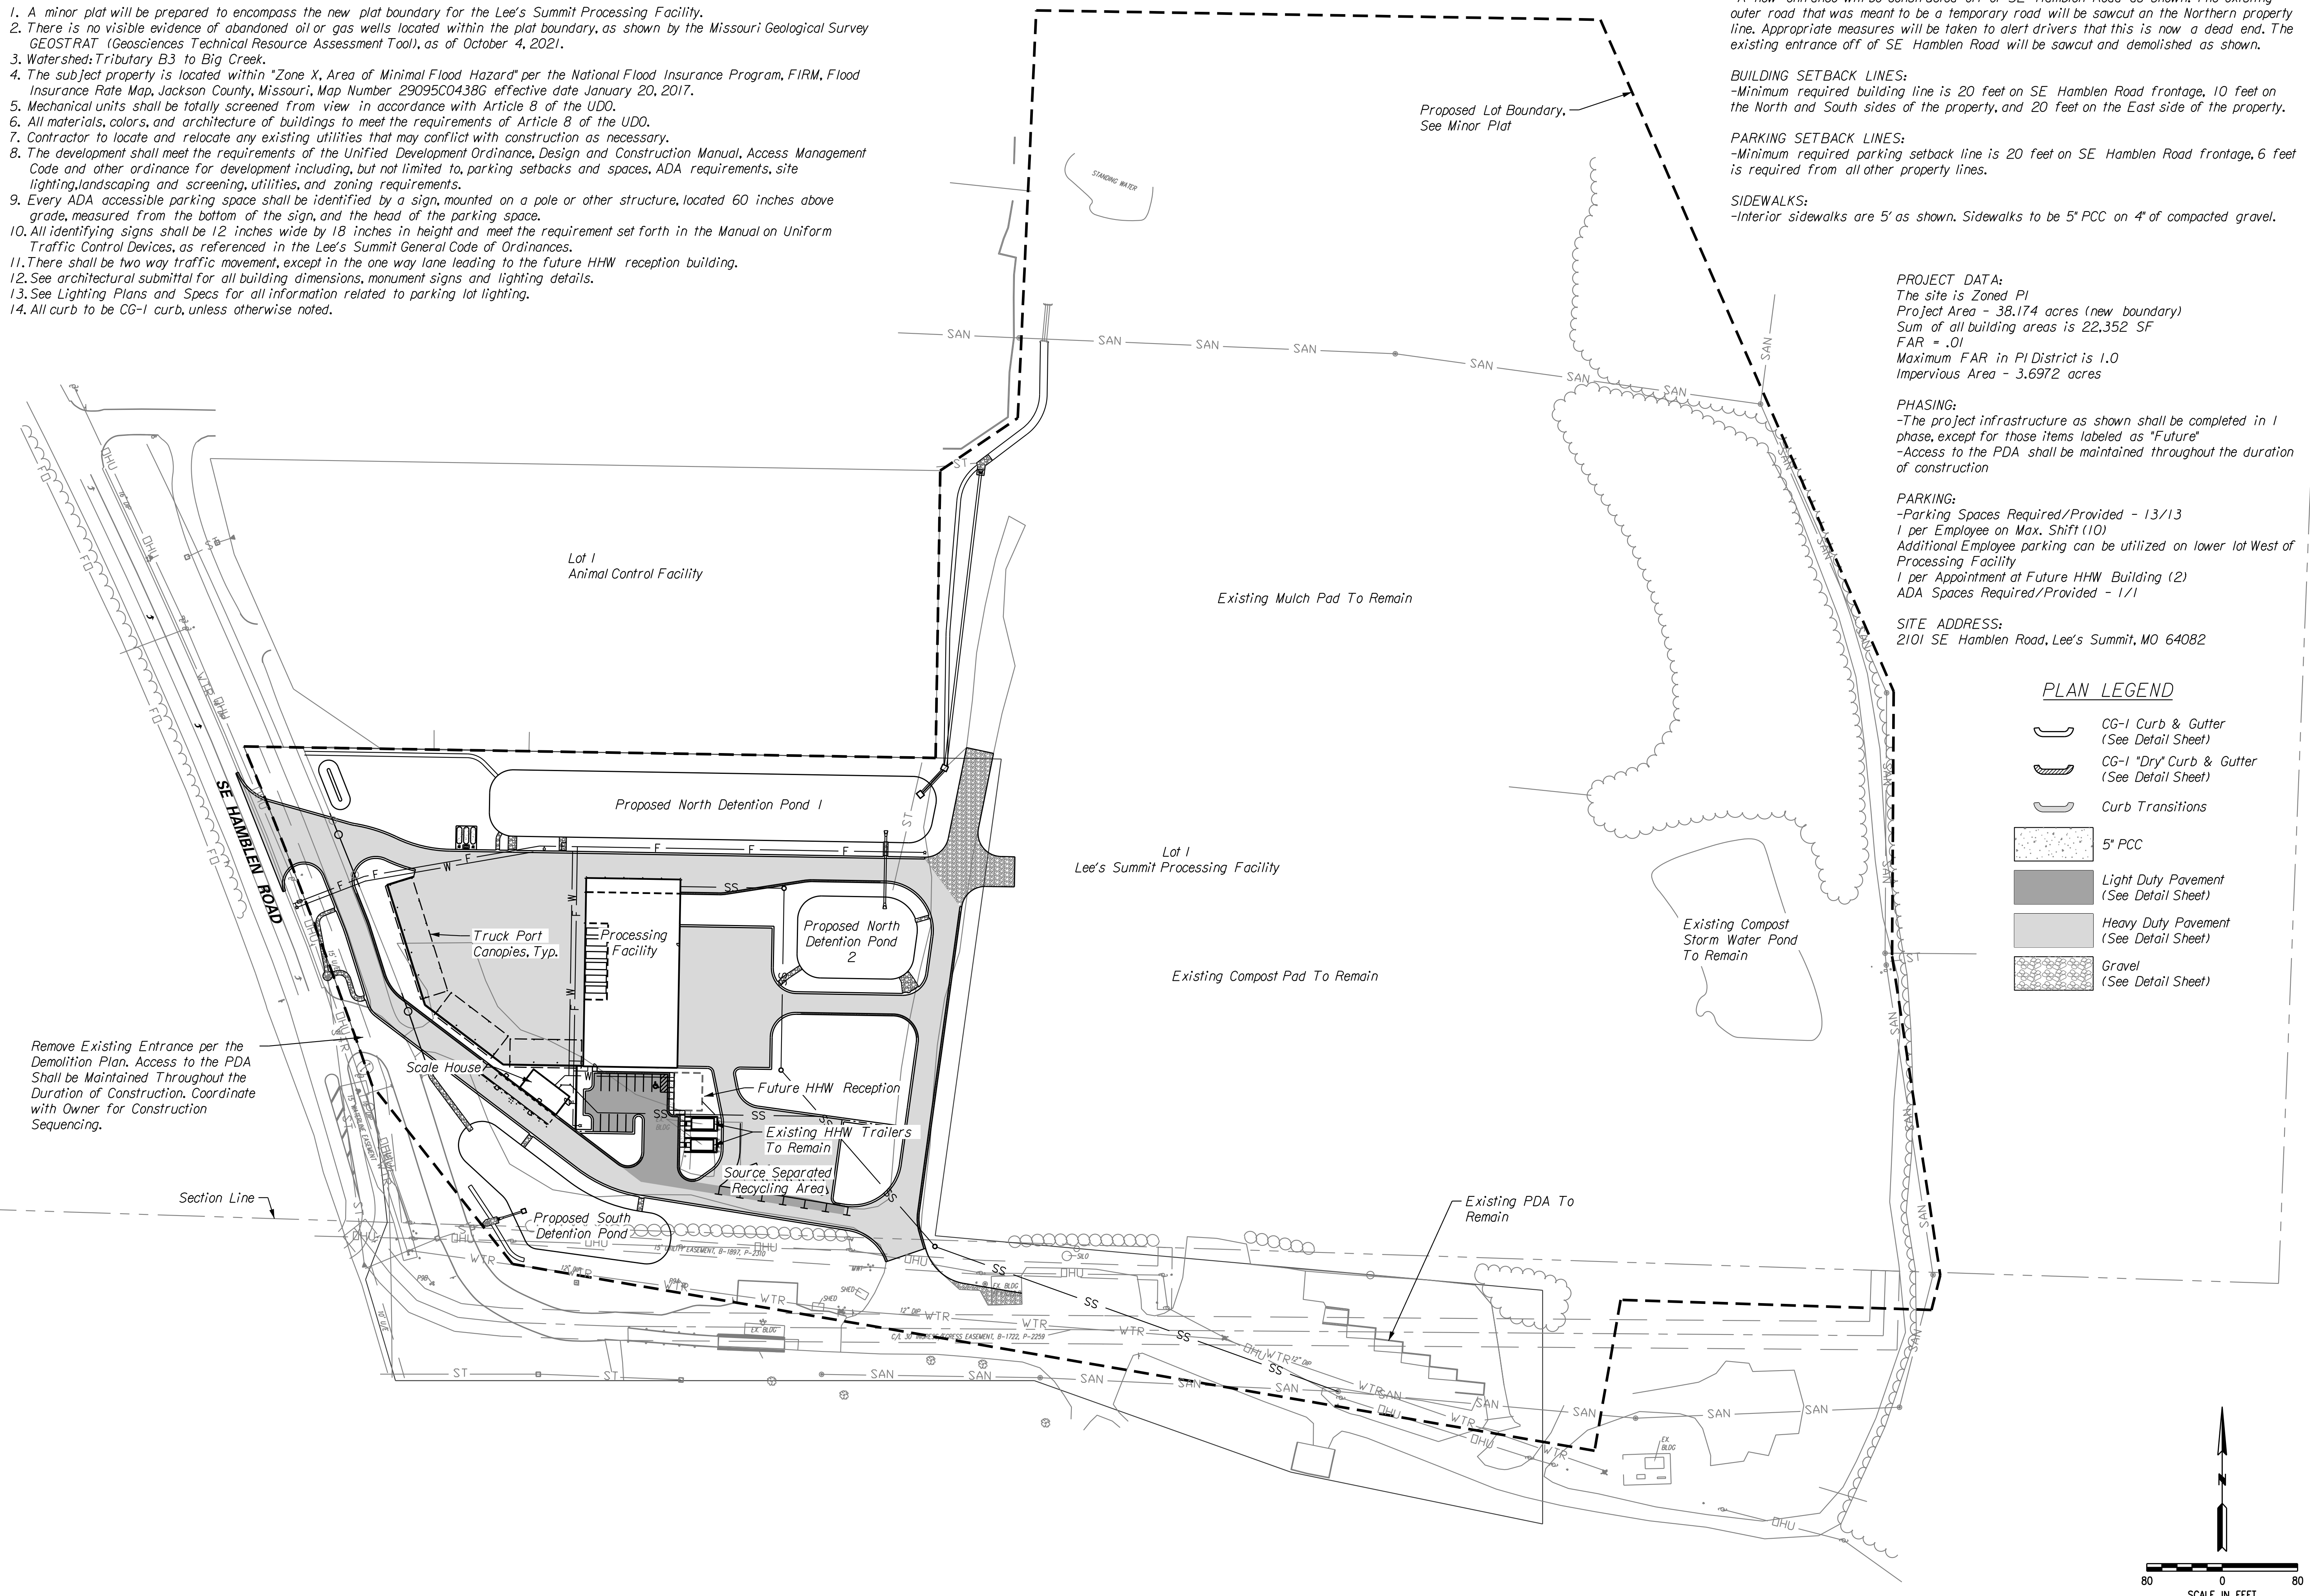 1. A minor plat will be prepared to encompass the new plat boundary for the Lee's Summit Processing Facility.
2. There is no visible evidence of abandoned oil or gas wells located within the plat boundary, as shown by the Missouri Geological Survey
GEOSTRAT (Geosciences Technical Resource Assessment Tool), as of October 4, 2021.
3. Watershed: Tributary B3 to Big Creek.
4. The subject property is located within "Zone X, Area of Minimal Flood Hazard" per the National Flood Insurance Program, FIRM, Flood
Insurance Rate Map, Jackson County, Missouri, Map Number 29095C0438G effective date January 20, 2017.
5. Mechanical units shall be totally screened from view in accordance with Article 8 of the UDO.
6. All materials, colors, and architecture of buildings to meet the requirements of Article 8 of the UDO.
7. Contractor to locate and relocate any existing utilities that may conflict with construction as necessary.
8. The development shall meet the requirements of the Unified Development Ordinance, Design and Construction Manual, Access Management
Code and other ordinance for development including, but not limited to, parking setbacks and spaces, ADA requirements, site
lighting,landscaping and screening, utilities, and zoning requirements.
9. Every ADA accessible parking space shall be identified by a sign, mounted on a pole or other structure, located 60 inches above
grade, measured from the bottom of the sign, and the head of the parking space.
10. All identifying signs shall be 12 inches wide by 18 inches in height and meet the requirement set forth in the Manual on Uniform
Traffic Control Devices, as referenced in the Lee's Summit General Code of Ordinances.
11. There shall be two way traffic movement, except in the one way lane leading to the future HHW reception building.
12. See architectural submittal for all building dimensions, monument signs and lighting details.
13. See Lighting Plans and Specs for all information related to parking lot lighting.
14. All curb to be CG-1 curb, unless otherwise noted.
outer road that was meant to be a temporary road will be sawcut an the Northern property
line. Appropriate measures will be taken to alert drivers that this is now a dead end. The
existing entrance off of SE Hamblen Road will be sawcut and demolished as shown.
BUILDING SETBACK LINES:
-Minimum required building line is 20 feet on SE Hamblen Road frontage, 10 feet on
the North and South sides of the property, and 20 feet on the East side of the property.
PARKING SETBACK LINES:
-Minimum required parking setback line is 20 feet on SE Hamblen Road frontage, 6 feet
is required from all other property lines.
SIDEWALKS:
-Interior sidewalks are 5' as shown. Sidewalks to be 5" PCC on 4" of compacted gravel.
PROJECT DATA:
The site is Zoned PI
Project Area - 38.174 acres (new boundary)
Sum of all building areas is 22,352 SF
FAR = .01
Maximum FAR in PI District is 1.0
Impervious Area - 3.6972 acres
PHASING:
-The project infrastructure as shown shall be completed in 1
phase, except for those items labeled as "Future"
-Access to the PDA shall be maintained throughout the duration
of construction
PARKING:
-Parking Spaces Required/Provided - 13/13
1 per Employee on Max. Shift (10)
Additional Employee parking can be utilized on lower lot West of
Processing Facility
1 per Appointment at Future HHW Building (2)
ADA Spaces Required/Provided - 1/1
SITE ADDRESS:
2101 SE Hamblen Road, Lee's Summit, MO 64082
PLAN LEGEND
CG-1 Curb & Gutter
(See Detail Sheet)
CG-1 "Dry" Curb & Gutter
(See Detail Sheet)
Curb Transitions
5" PCC
Light Duty Pavement
(See Detail Sheet)
Heavy Duty Pavement
(See Detail Sheet)
Gravel
(See Detail Sheet)
Proposed Lot Boundary,
See Minor Plat
STANDING WATER
Lot 1
Animal Control Facility
Existing Mulch Pad To Remain
SE HAMBLEN ROAD
Proposed North Detention Pond 1
Lot 1
Lee's Summit Processing Facility
Truck Port
Canopies, Typ.
Processing
Facility
Proposed North
Detention Pond
2
Existing Compost
Storm Water Pond
To Remain
Existing Compost Pad To Remain
Remove Existing Entrance per the
Demolition Plan. Access to the PDA
Shall be Maintained Throughout the
Duration of Construction. Coordinate
with Owner for Construction
Sequencing.
Scale House
Future HHW Reception
Existing HHW Trailers
To Remain
Source Separated
Recycling Area
Section Line
Existing PDA To
Remain
Proposed South
Detention Pond
15' UTILITY EASEMENT, B-1897, P-2310
SILO
SHED
SHED
EX. BLDG
EX. BLDG
12" DIP
C/L 30' INGRESS/EGRESS EASEMENT, B-1722, P-2259
12" DIP
EX.
BLDG
N
80 0 80
SCALE IN FEET